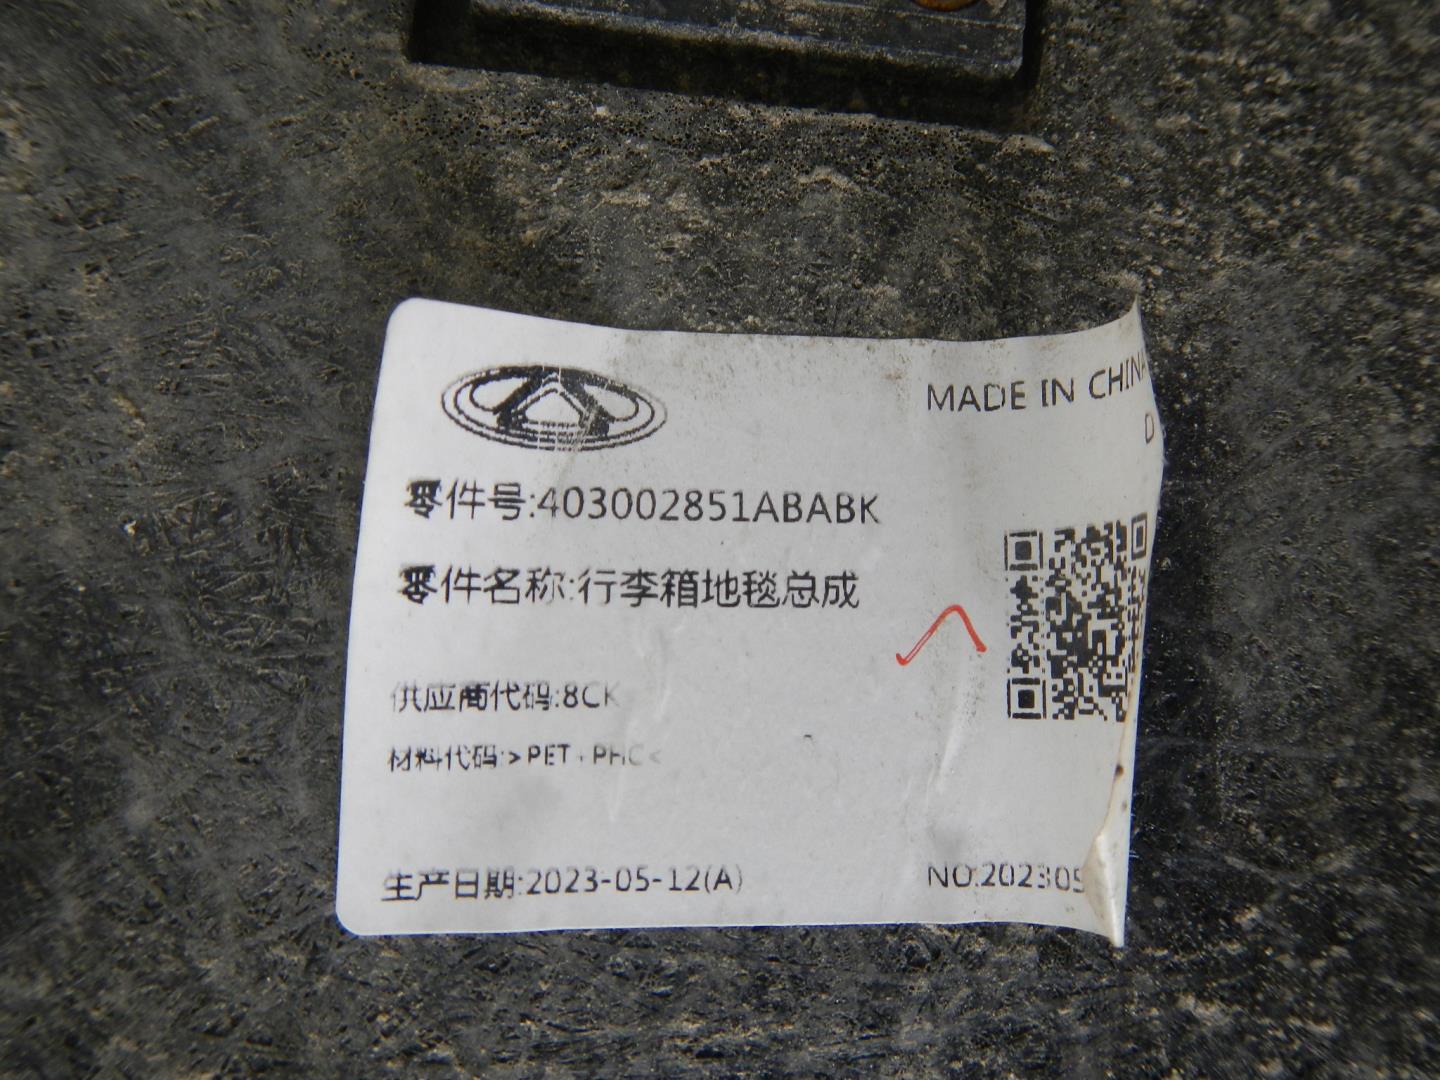 MADE IN CHINA
D
零件号:403002851ABABK
零件名称:行李箱地毯总成
供应商代码:8CK
材料代码:>PET+PHC<
生产日期:2023-05-12(A)
NO:202305